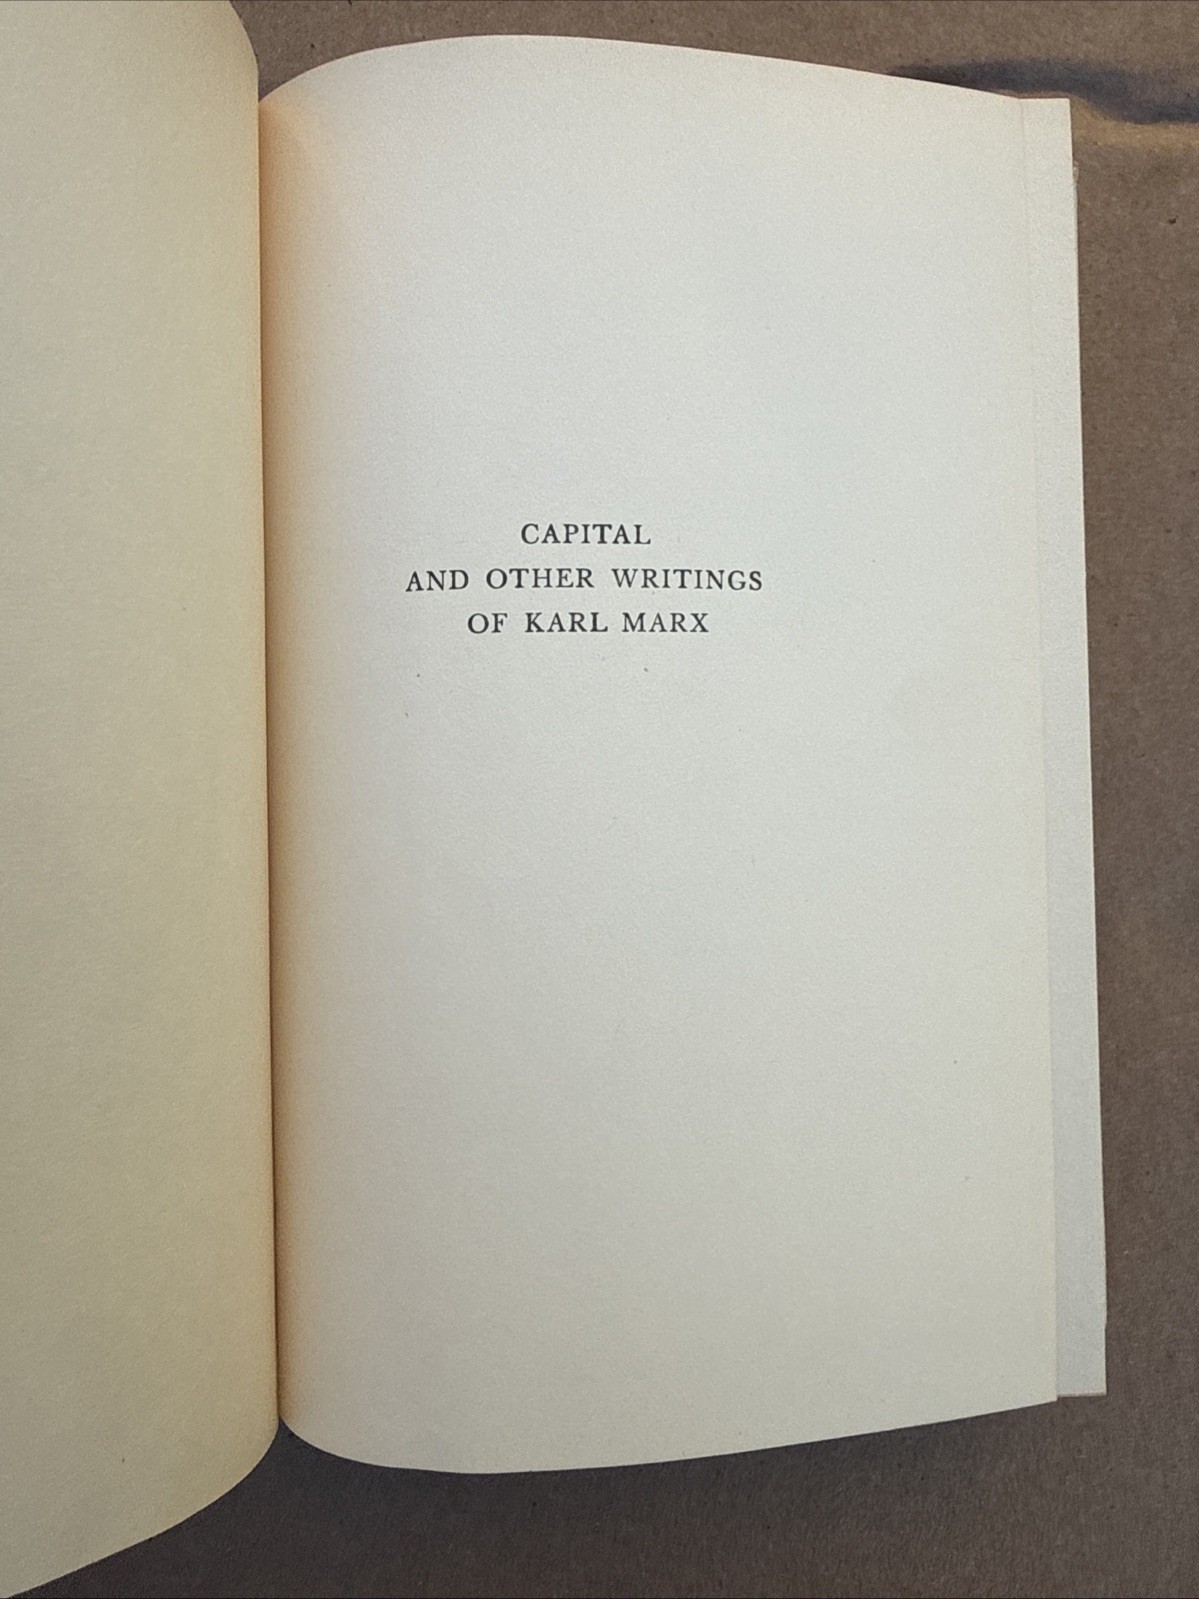 CAPITAL
AND OTHER WRITINGS
OF KARL MARX